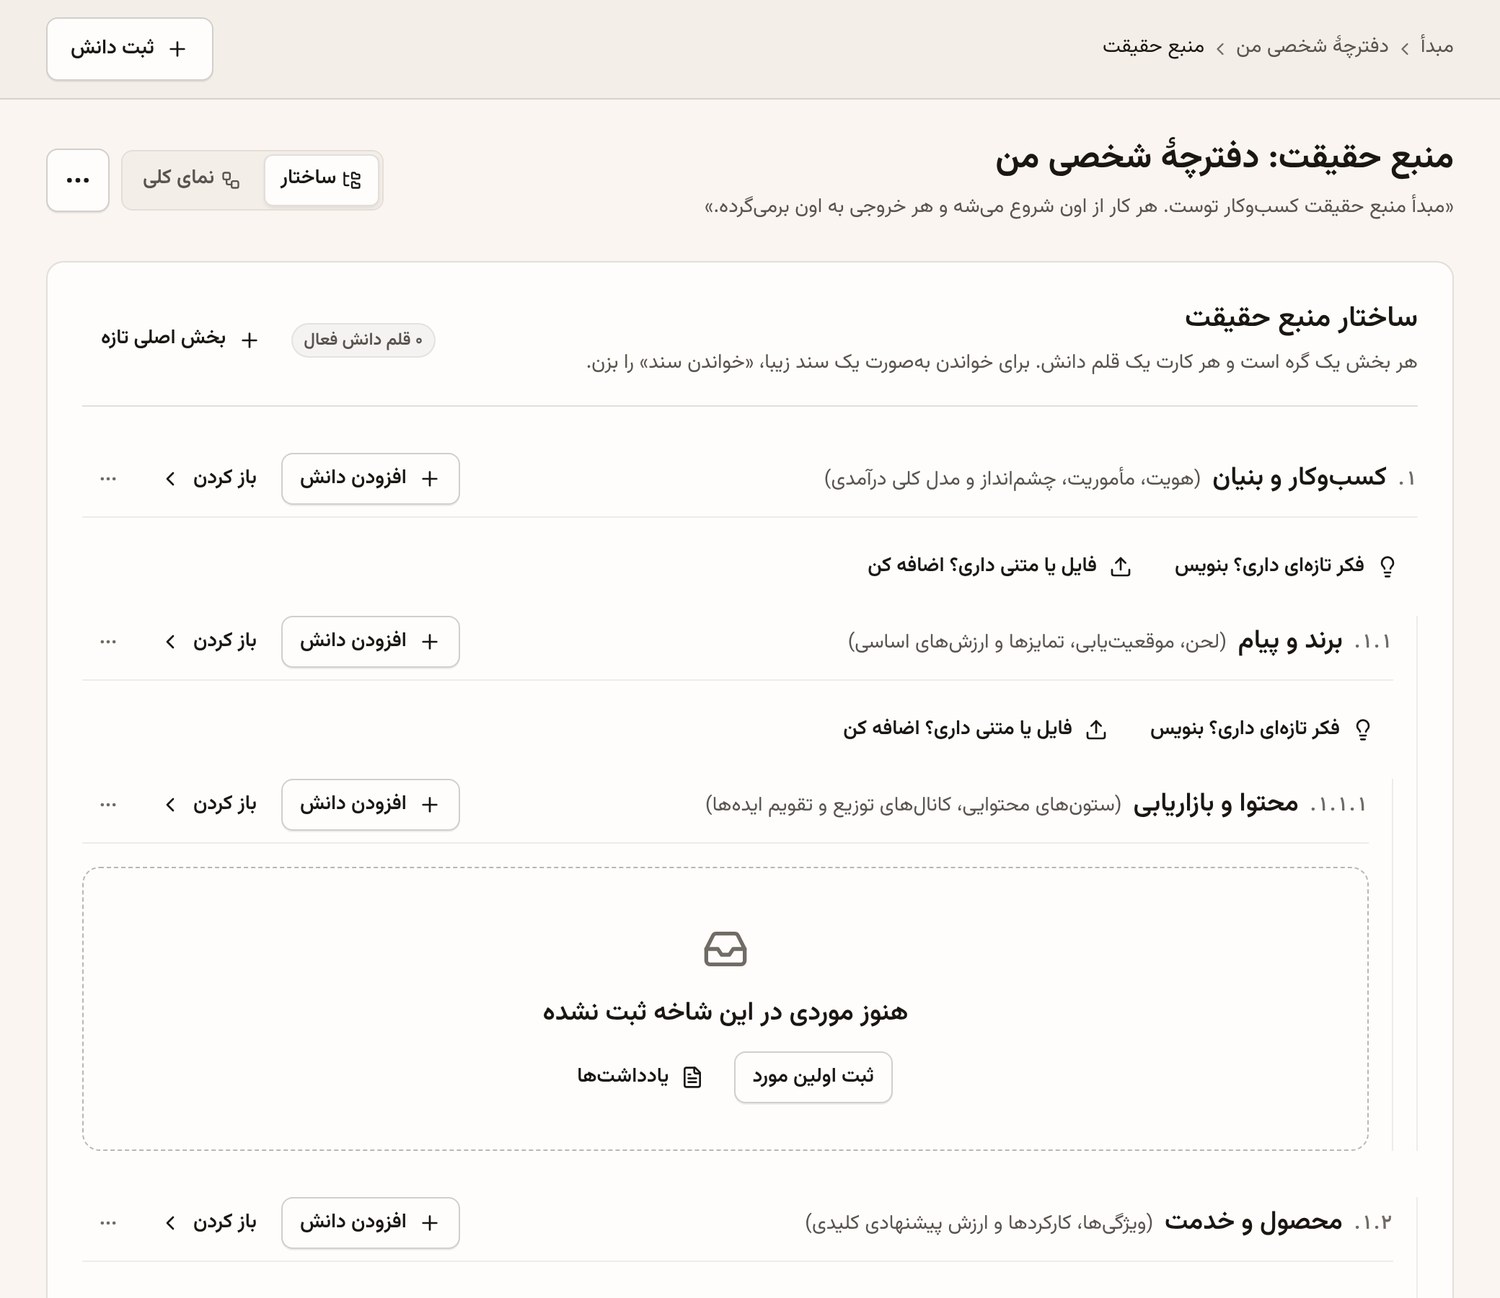 مبدأ › دفترچهٔ شخصی من › منبع حقیقت
ثبت دانش
منبع حقیقت: دفترچهٔ شخصی من
«مبدأ منبع حقیقت کسب‌وکار توست. هر کار از اون شروع می‌شه و هر خروجی به اون برمی‌گرده.»
ساختار
نمای کلی
ساختار منبع حقیقت
هر بخش یک گره است و هر کارت یک قلم دانش. برای خواندن به‌صورت یک سند زیبا، «خواندن سند» را بزن.
۰ قلم دانش فعال
بخش اصلی تازه
۱. کسب‌وکار و بنیان (هویت، مأموریت، چشم‌انداز و مدل کلی درآمدی)
افزودن دانش
باز کردن
فکر تازه‌ای داری؟ بنویس
فایل یا متنی داری؟ اضافه کن
۱.۱. برند و پیام (لحن، موقعیت‌یابی، تمایزها و ارزش‌های اساسی)
افزودن دانش
باز کردن
فکر تازه‌ای داری؟ بنویس
فایل یا متنی داری؟ اضافه کن
۱.۱.۱. محتوا و بازاریابی (ستون‌های محتوایی، کانال‌های توزیع و تقویم ایده‌ها)
افزودن دانش
باز کردن
هنوز موردی در این شاخه ثبت نشده
ثبت اولین مورد
یادداشت‌ها
۱.۲. محصول و خدمت (ویژگی‌ها، کارکردها و ارزش پیشنهادی کلیدی)
افزودن دانش
باز کردن